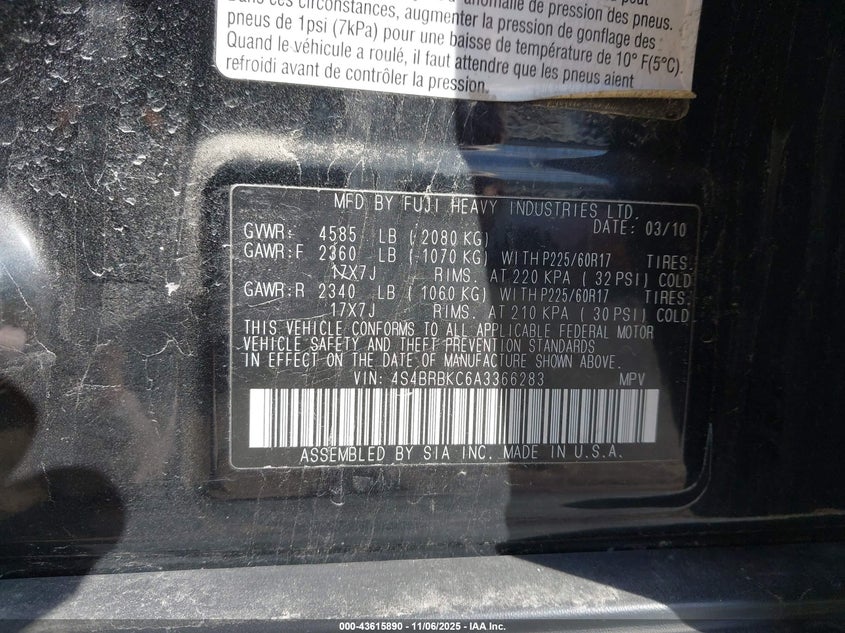 anomalie de pression des pneus.
Dans ces circonstances, augmenter la pression de gonflage des
pneus de 1psi (7kPa) pour une baisse de température de 10° F(5°C).
Quand le véhicule a roulé, il faut attendre que les pneus aient
refroidi avant de contrôler la pression.
MFD BY FUJI HEAVY INDUSTRIES LTD.
DATE: 03/10
GVWR: 4585 LB ( 2080 KG)
GAWR:F 2360 LB ( 1070 KG) WITH P225/60R17 TIRES.
17X7J RIMS. AT 220 KPA ( 32 PSI) COLD
GAWR:R 2340 LB ( 1060 KG) WITH P225/60R17 TIRES.
17X7J RIMS. AT 210 KPA ( 30 PSI) COLD
THIS VEHICLE CONFORMS TO ALL APPLICABLE FEDERAL MOTOR
VEHICLE SAFETY AND THEFT PREVENTION STANDARDS
IN EFFECT ON THE DATE OF MANUFACTURE SHOWN ABOVE.
VIN: 4S4BRBKC6A3366283 MPV
ASSEMBLED BY SIA INC. MADE IN U.S.A.
000-43615890 - 11/06/2025 - IAA Inc.